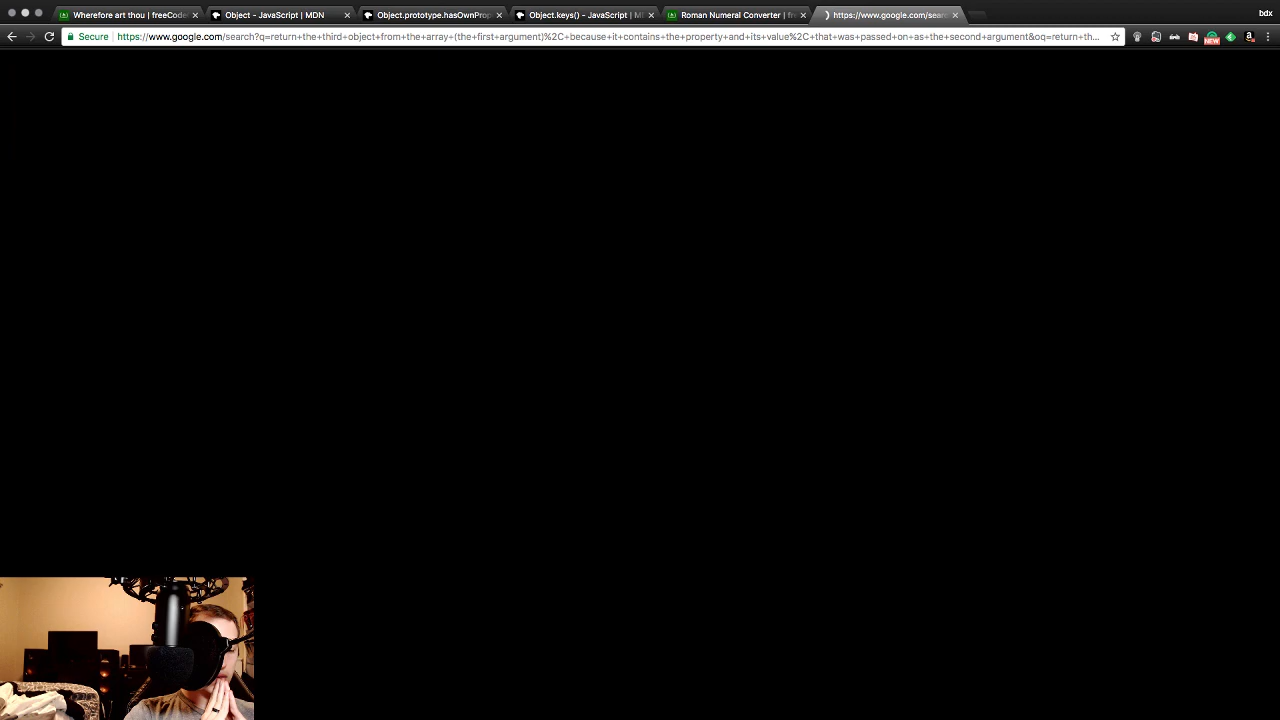 Wherefore art thou | freeCode
Object - JavaScript | MDN
Object.prototype.hasOwnProp
Object.keys() - JavaScript | M
Roman Numeral Converter | fr
https://www.google.com/sear
bdx
Secure
https://www.google.com/search?q=return+the+third+object+from+the+array+(the+first+argument)%2C+because+it+contains+the+property+and+its+value%2C+that+was+passed+on+as+the+second+argument&oq=return+th...
NEW
a